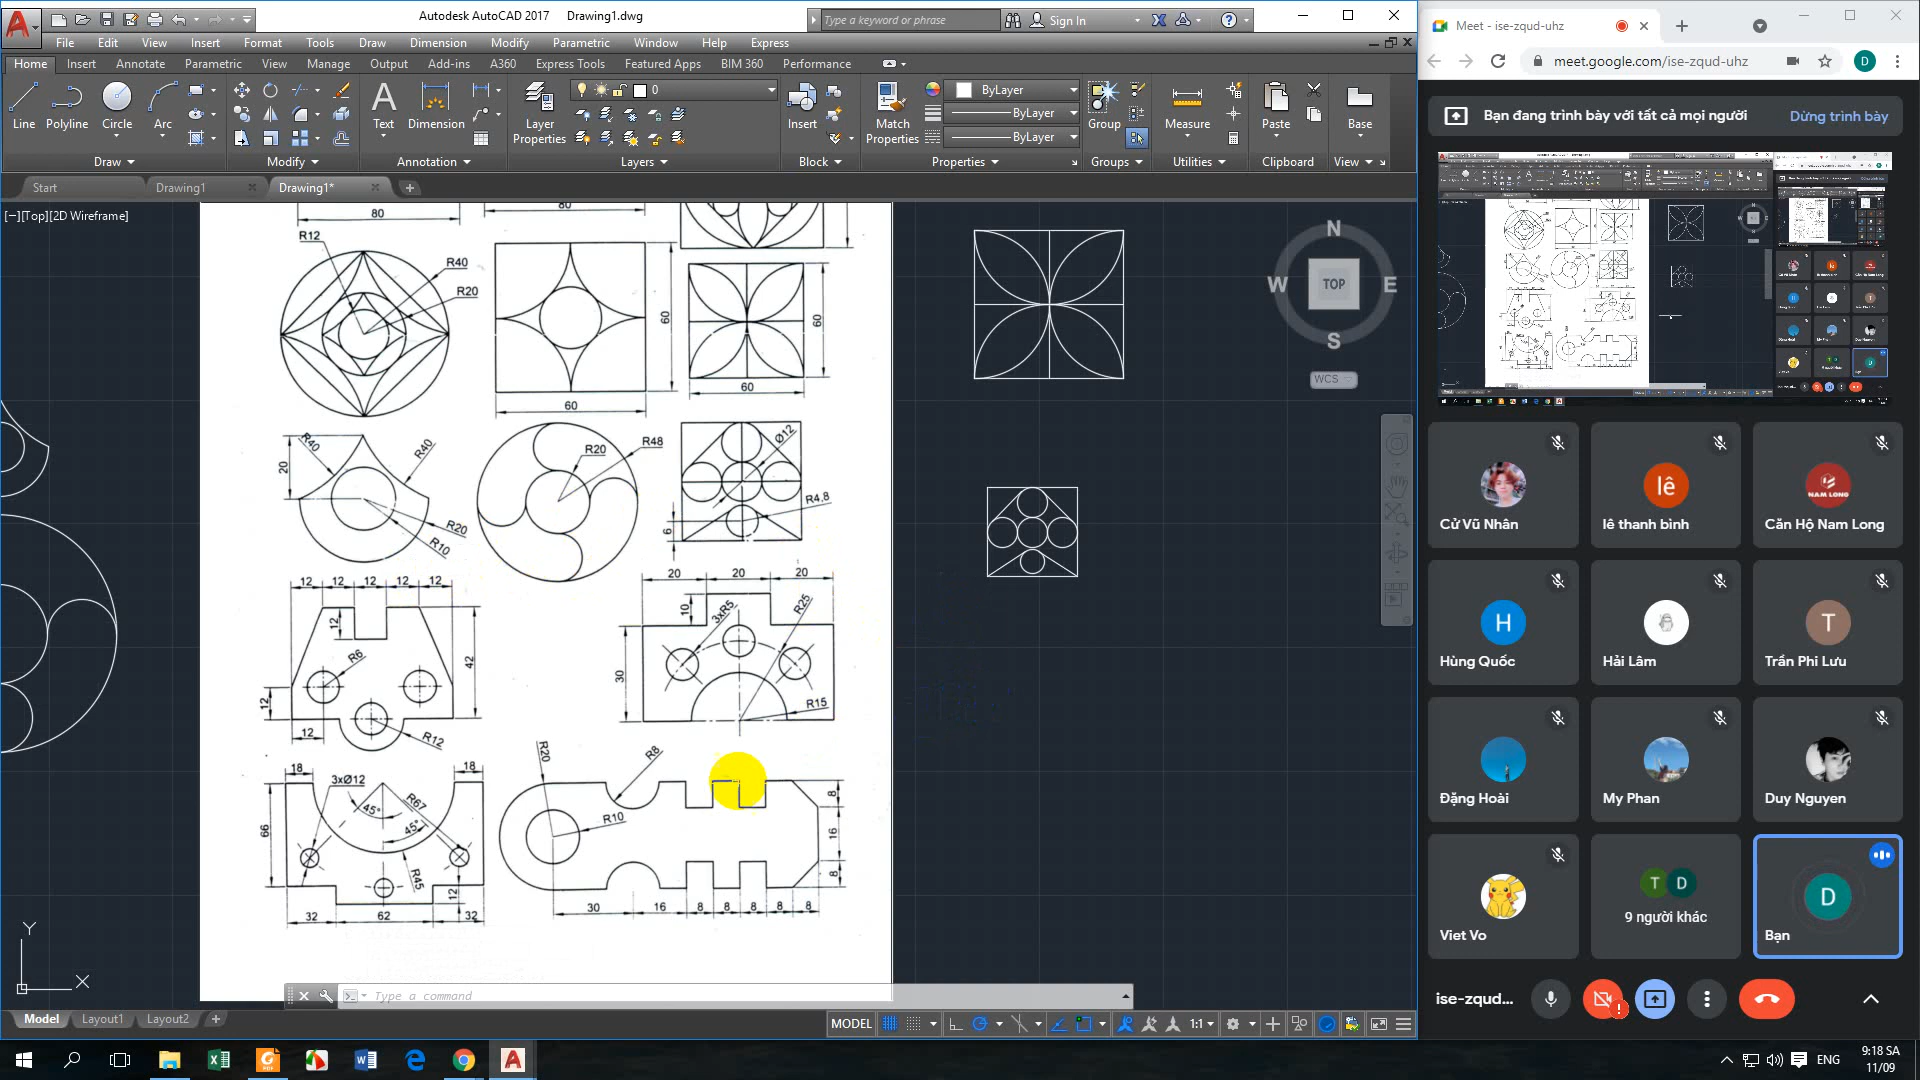 Autodesk AutoCAD 2017 Drawing1.dwg
Type a keyword or phrase
Sign In
File Edit View Insert Format Tools Draw Dimension Modify Parametric Window Help Express
Home Insert Annotate Parametric View Manage Output Add-ins A360 Express Tools Featured Apps BIM 360 Performance
Line Polyline Circle Arc
Text Dimension
Layer Properties
0
Insert
Match Properties
ByLayer
ByLayer
ByLayer
Group
Measure
Paste
Base
Draw Modify Annotation Layers Block Properties Groups Utilities Clipboard View
Start Drawing1 Drawing1*
[−][Top][2D Wireframe]
80 80
R12 R40 R20
60 60
60 60
N
W TOP E
S
WCS
R40 R40 20 R20 R10
R20 R48
Ø12 R4,8 6
12 12 12 12 12
12 R6 42 12 12 R12
20 20 20
10 3xR5 R25 30 R15
18 18
3xØ12 45° 45° R67 66 R45 12
32 62 32
R20 R8 R10
8 16 8
30 16 8 8 8 8 8
Y
X
Type a command
Model Layout1 Layout2
MODEL 1:1
Meet - ise-zqud-uhz
meet.google.com/ise-zqud-uhz
D
Bạn đang trình bày với tất cả mọi người
Dừng trình bày
Cử Vũ Nhân
lê
lê thanh bình
NAM LONG
Căn Hộ Nam Long
H
Hùng Quốc
Hải Lâm
T
Trần Phi Lưu
Đặng Hoài
My Phan
Duy Nguyen
Viet Vo
T D
9 người khác
D
Bạn
ise-zqud...
ENG
9:18 SA
11/09